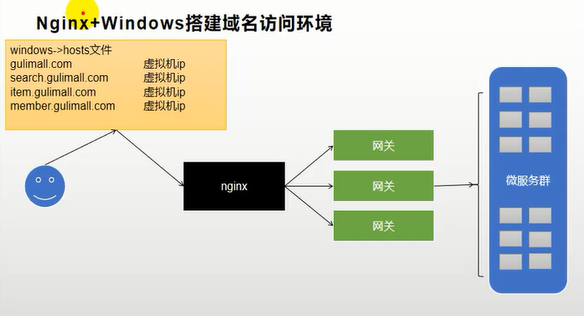 Nginx+Windows搭建域名访问环境
windows->hosts文件
gulimall.com 虚拟机ip
search.gulimall.com 虚拟机ip
item.gulimall.com 虚拟机ip
member.gulimall.com 虚拟机ip
nginx
网关
网关
网关
微服务群